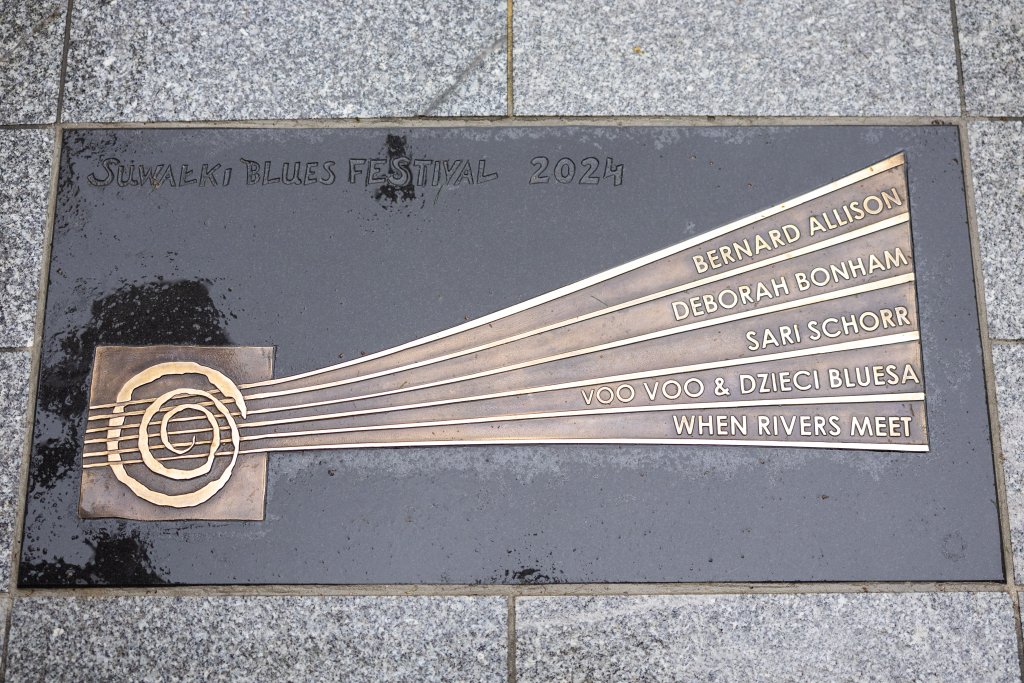 SUWAŁKI BLUES FESTIVAL 2024
BERNARD ALLISON
DEBORAH BONHAM
SARI SCHORR
VOO VOO & DZIECI BLUESA
WHEN RIVERS MEET